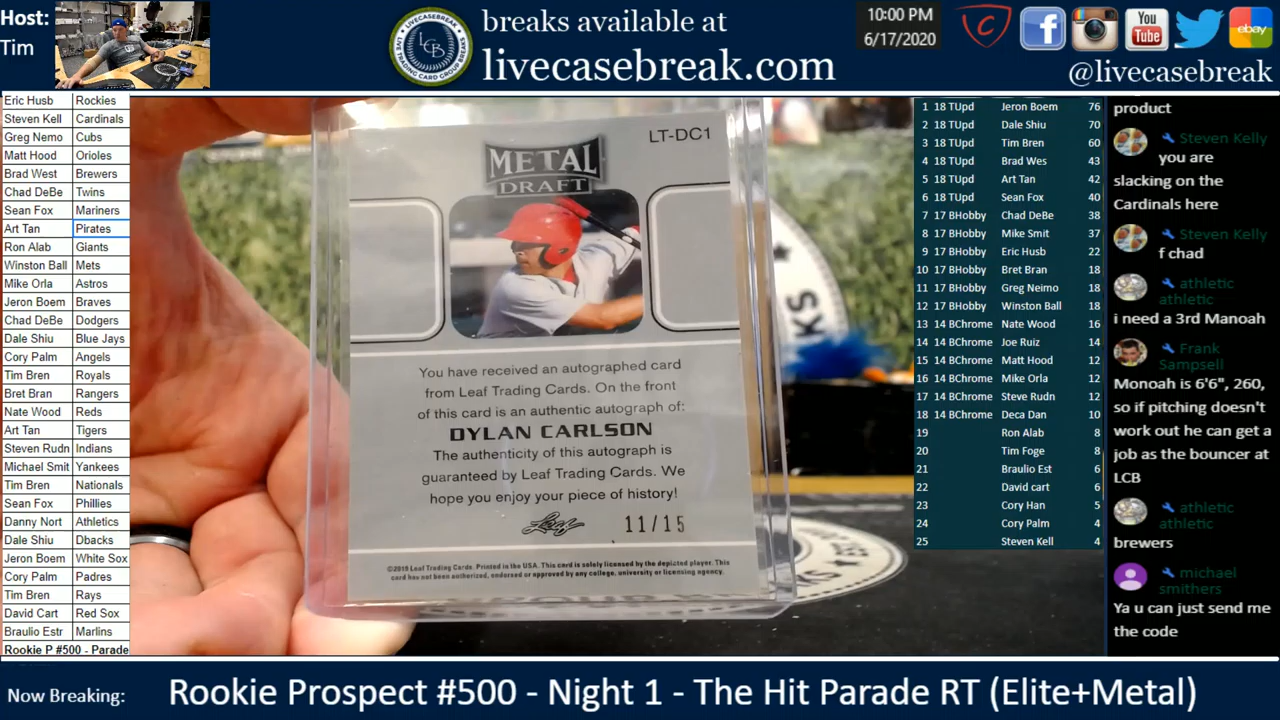 Host:
Tim
LCB
LIVE CASE BREAK
TRADING CARD GROUP BREAKS
breaks available at
livecasebreak.com
10:00 PM
6/17/2020
You
Tube
ebay
@livecasebreak
Eric Husb Rockies
Steven Kell Cardinals
Greg Nemo Cubs
Matt Hood Orioles
Brad West Brewers
Chad DeBe Twins
Sean Fox Mariners
Art Tan Pirates
Ron Alab Giants
Winston Ball Mets
Mike Orla Astros
Jeron Boem Braves
Chad DeBe Dodgers
Dale Shiu Blue Jays
Cory Palm Angels
Tim Bren Royals
Bret Bran Rangers
Nate Wood Reds
Art Tan Tigers
Steven Rudn Indians
Michael Smit Yankees
Tim Bren Nationals
Sean Fox Phillies
Danny Nort Athletics
Dale Shiu Dbacks
Jeron Boem White Sox
Cory Palm Padres
Tim Bren Rays
David Cart Red Sox
Braulio Estr Marlins
Rookie P #500 - Parade
LT-DC1
METAL
DRAFT
You have received an autographed card
from Leaf Trading Cards. On the front
of this card is an authentic autograph of:
DYLAN CARLSON
The authenticity of this autograph is
guaranteed by Leaf Trading Cards. We
hope you enjoy your piece of history!
Leaf 11/15
©2019 Leaf Trading Cards. Printed in the USA. This card is solely licensed by the depicted player. This
card has not been authorized, endorsed or approved by any college, university or licensing agency.
1 18 TUpd Jeron Boem 76
2 18 TUpd Dale Shiu 70
3 18 TUpd Tim Bren 60
4 18 TUpd Brad Wes 43
5 18 TUpd Art Tan 42
6 18 TUpd Sean Fox 40
7 17 BHobby Chad DeBe 38
8 17 BHobby Mike Smit 37
9 17 BHobby Eric Husb 22
10 17 BHobby Bret Bran 18
11 17 BHobby Greg Neimo 18
12 17 BHobby Winston Ball 18
13 14 BChrome Nate Wood 16
14 14 BChrome Joe Ruiz 14
15 14 BChrome Matt Hood 12
16 14 BChrome Mike Orla 12
17 14 BChrome Steve Rudn 12
18 14 BChrome Deca Dan 10
19 Ron Alab 8
20 Tim Foge 8
21 Braulio Est 6
22 David cart 6
23 Cory Han 5
24 Cory Palm 4
25 Steven Kell 4
product
Steven Kelly
you are
slacking on the
Cardinals here
Steven Kelly
f chad
athletic
athletic
i need a 3rd Manoah
Frank
Sampsell
Monoah is 6'6", 260,
so if pitching doesn't
work out he can get a
job as the bouncer at
LCB
athletic
athletic
brewers
michael
smithers
Ya u can just send me
the code
Now Breaking:
Rookie Prospect #500 - Night 1 - The Hit Parade RT (Elite+Metal)